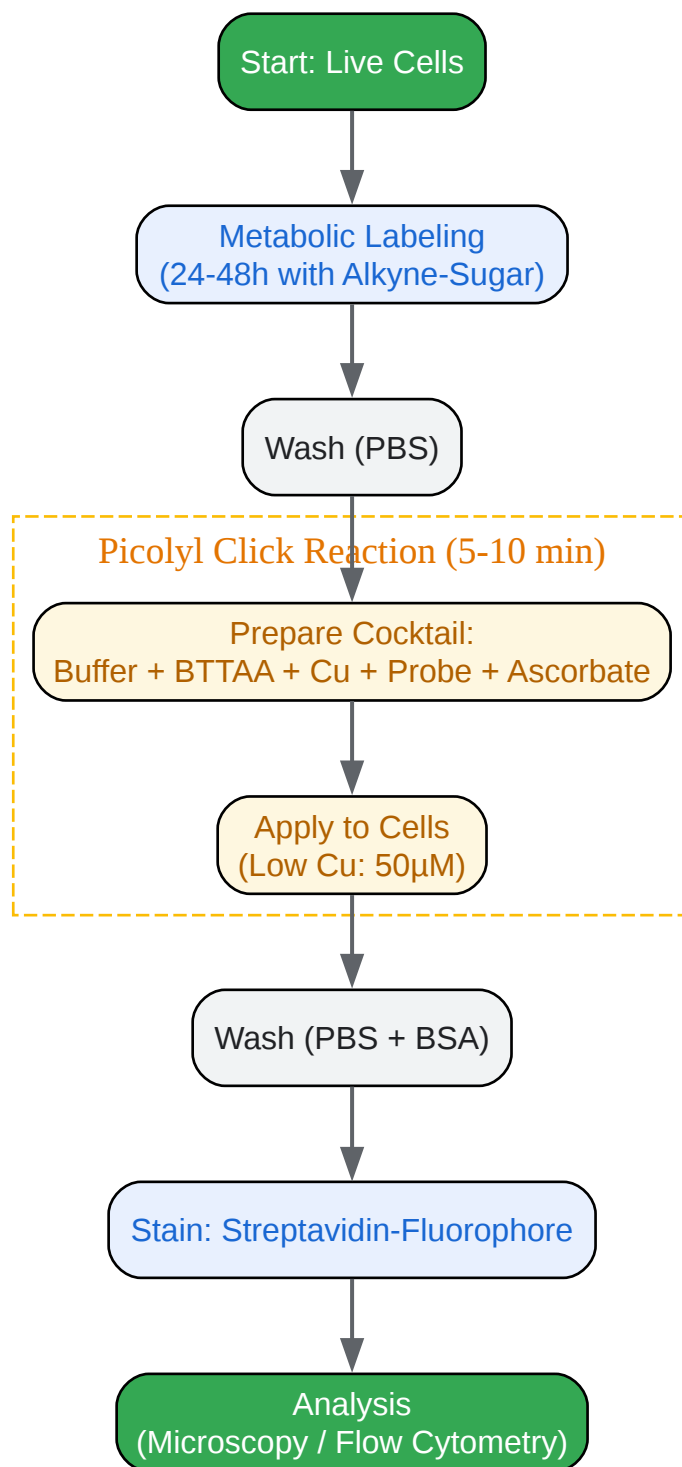 Start: Live Cells
Metabolic Labeling
(24-48h with Alkyne-Sugar)
Wash (PBS)
Picolyl Click Reaction (5-10 min)
Prepare Cocktail:
Buffer + BTTAA + Cu + Probe + Ascorbate
Apply to Cells
(Low Cu: 50µM)
Wash (PBS + BSA)
Stain: Streptavidin-Fluorophore
Analysis
(Microscopy / Flow Cytometry)